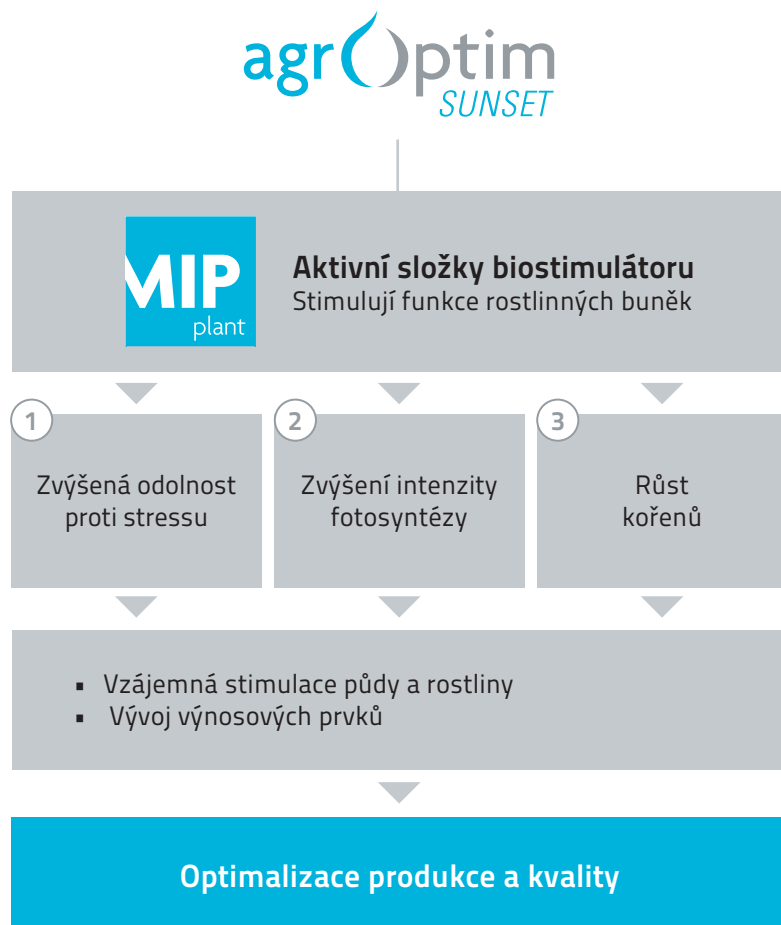 agroptim
SUNSET
MIP
plant
Aktivní složky biostimulátoru
Stimulují funkce rostlinných buněk
1
2
3
Zvýšená odolnost
proti stressu
Zvýšení intenzity
fotosyntézy
Růst
kořenů
▪ Vzájemná stimulace půdy a rostliny
▪ Vývoj výnosových prvků
Optimalizace produkce a kvality